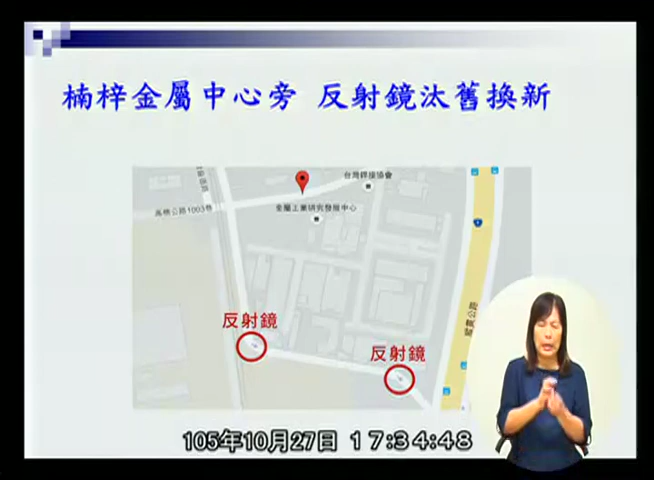 楠梓金屬中心旁 反射鏡汰舊換新
台灣銲接協會
高楠公路1003巷
金屬工業研究發展中心
1
反射鏡
反射鏡
105年10月27日 17:34:48